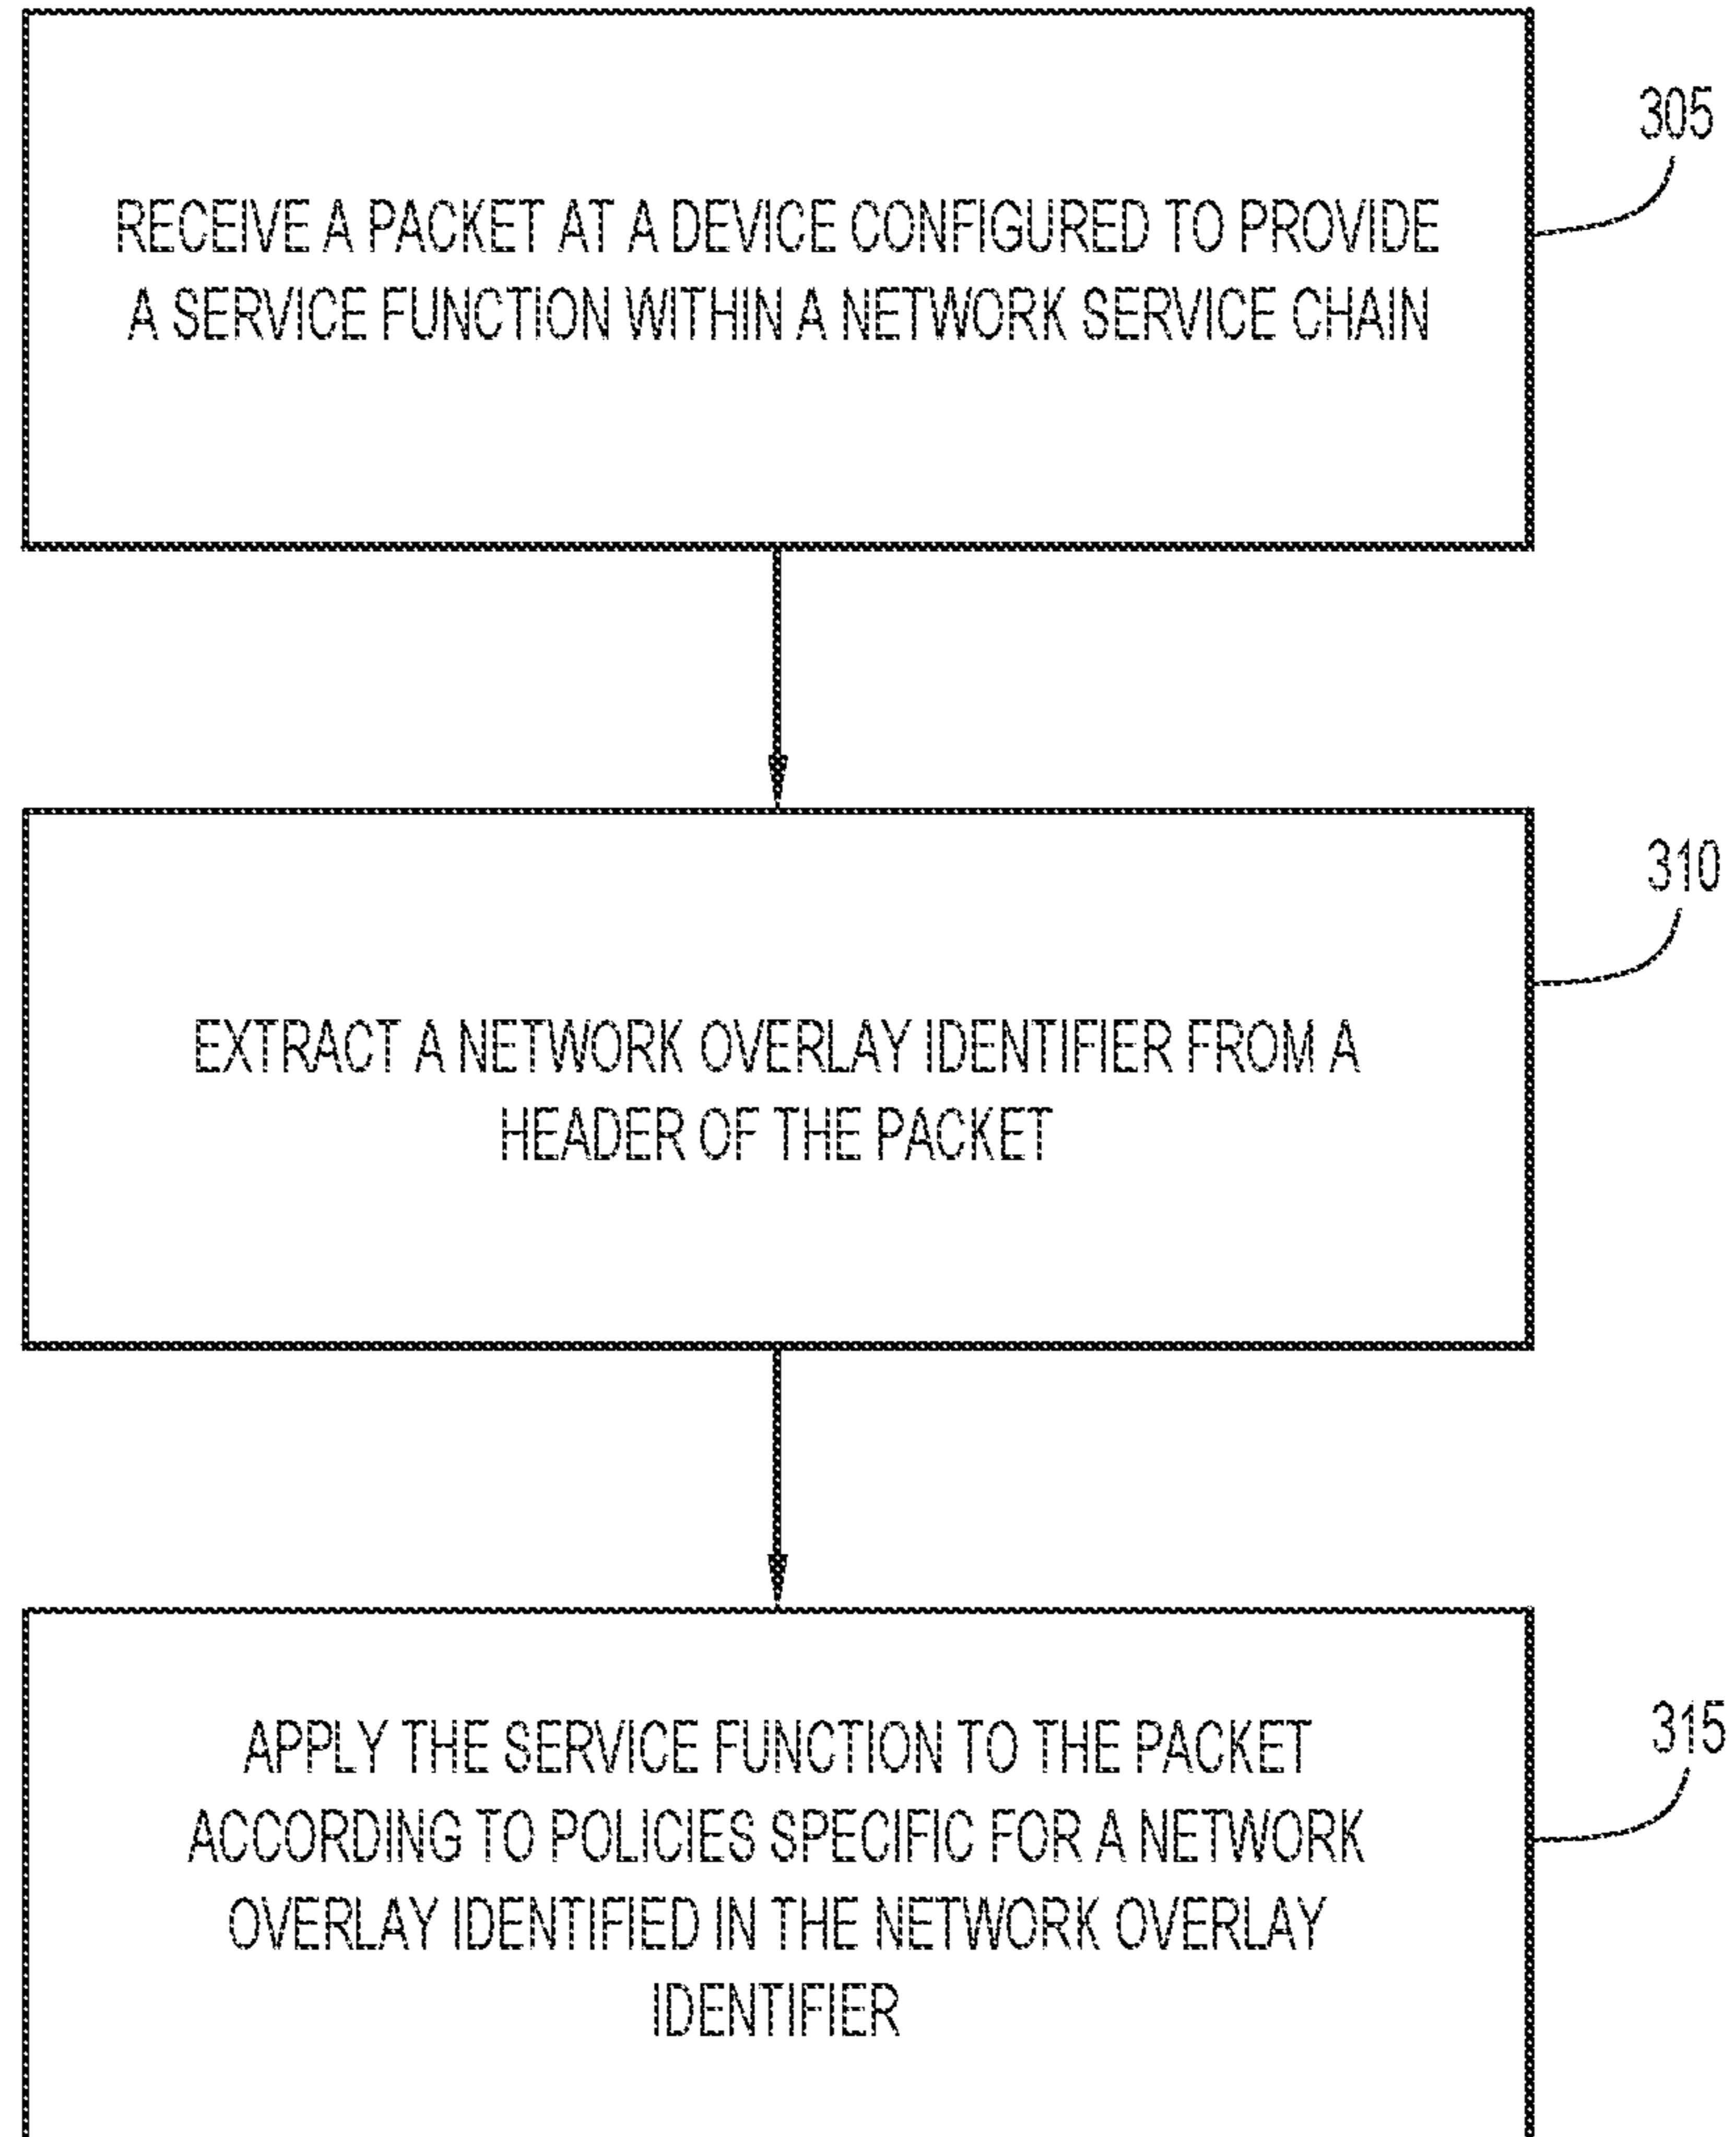 305
RECEIVE A PACKET AT A DEVICE CONFIGURED TO PROVIDE
A SERVICE FUNCTION WITHIN A NETWORK SERVICE CHAIN
310
EXTRACT A NETWORK OVERLAY IDENTIFIER FROM A
HEADER OF THE PACKET
315
APPLY THE SERVICE FUNCTION TO THE PACKET
ACCORDING TO POLICIES SPECIFIC FOR A NETWORK
OVERLAY IDENTIFIED IN THE NETWORK OVERLAY
IDENTIFIER